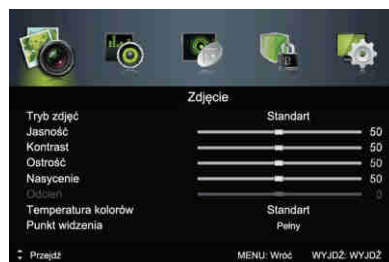 Zdjęcie
Tryb zdjęć Standart
Jasność 50
Kontrast 50
Ostrość 50
Nasycenie 50
Odcień 0
Temperatura kolorów Standart
Punkt widzenia Pełny
Przejdź MENU: Wróć WYJDŹ: WYJDŹ